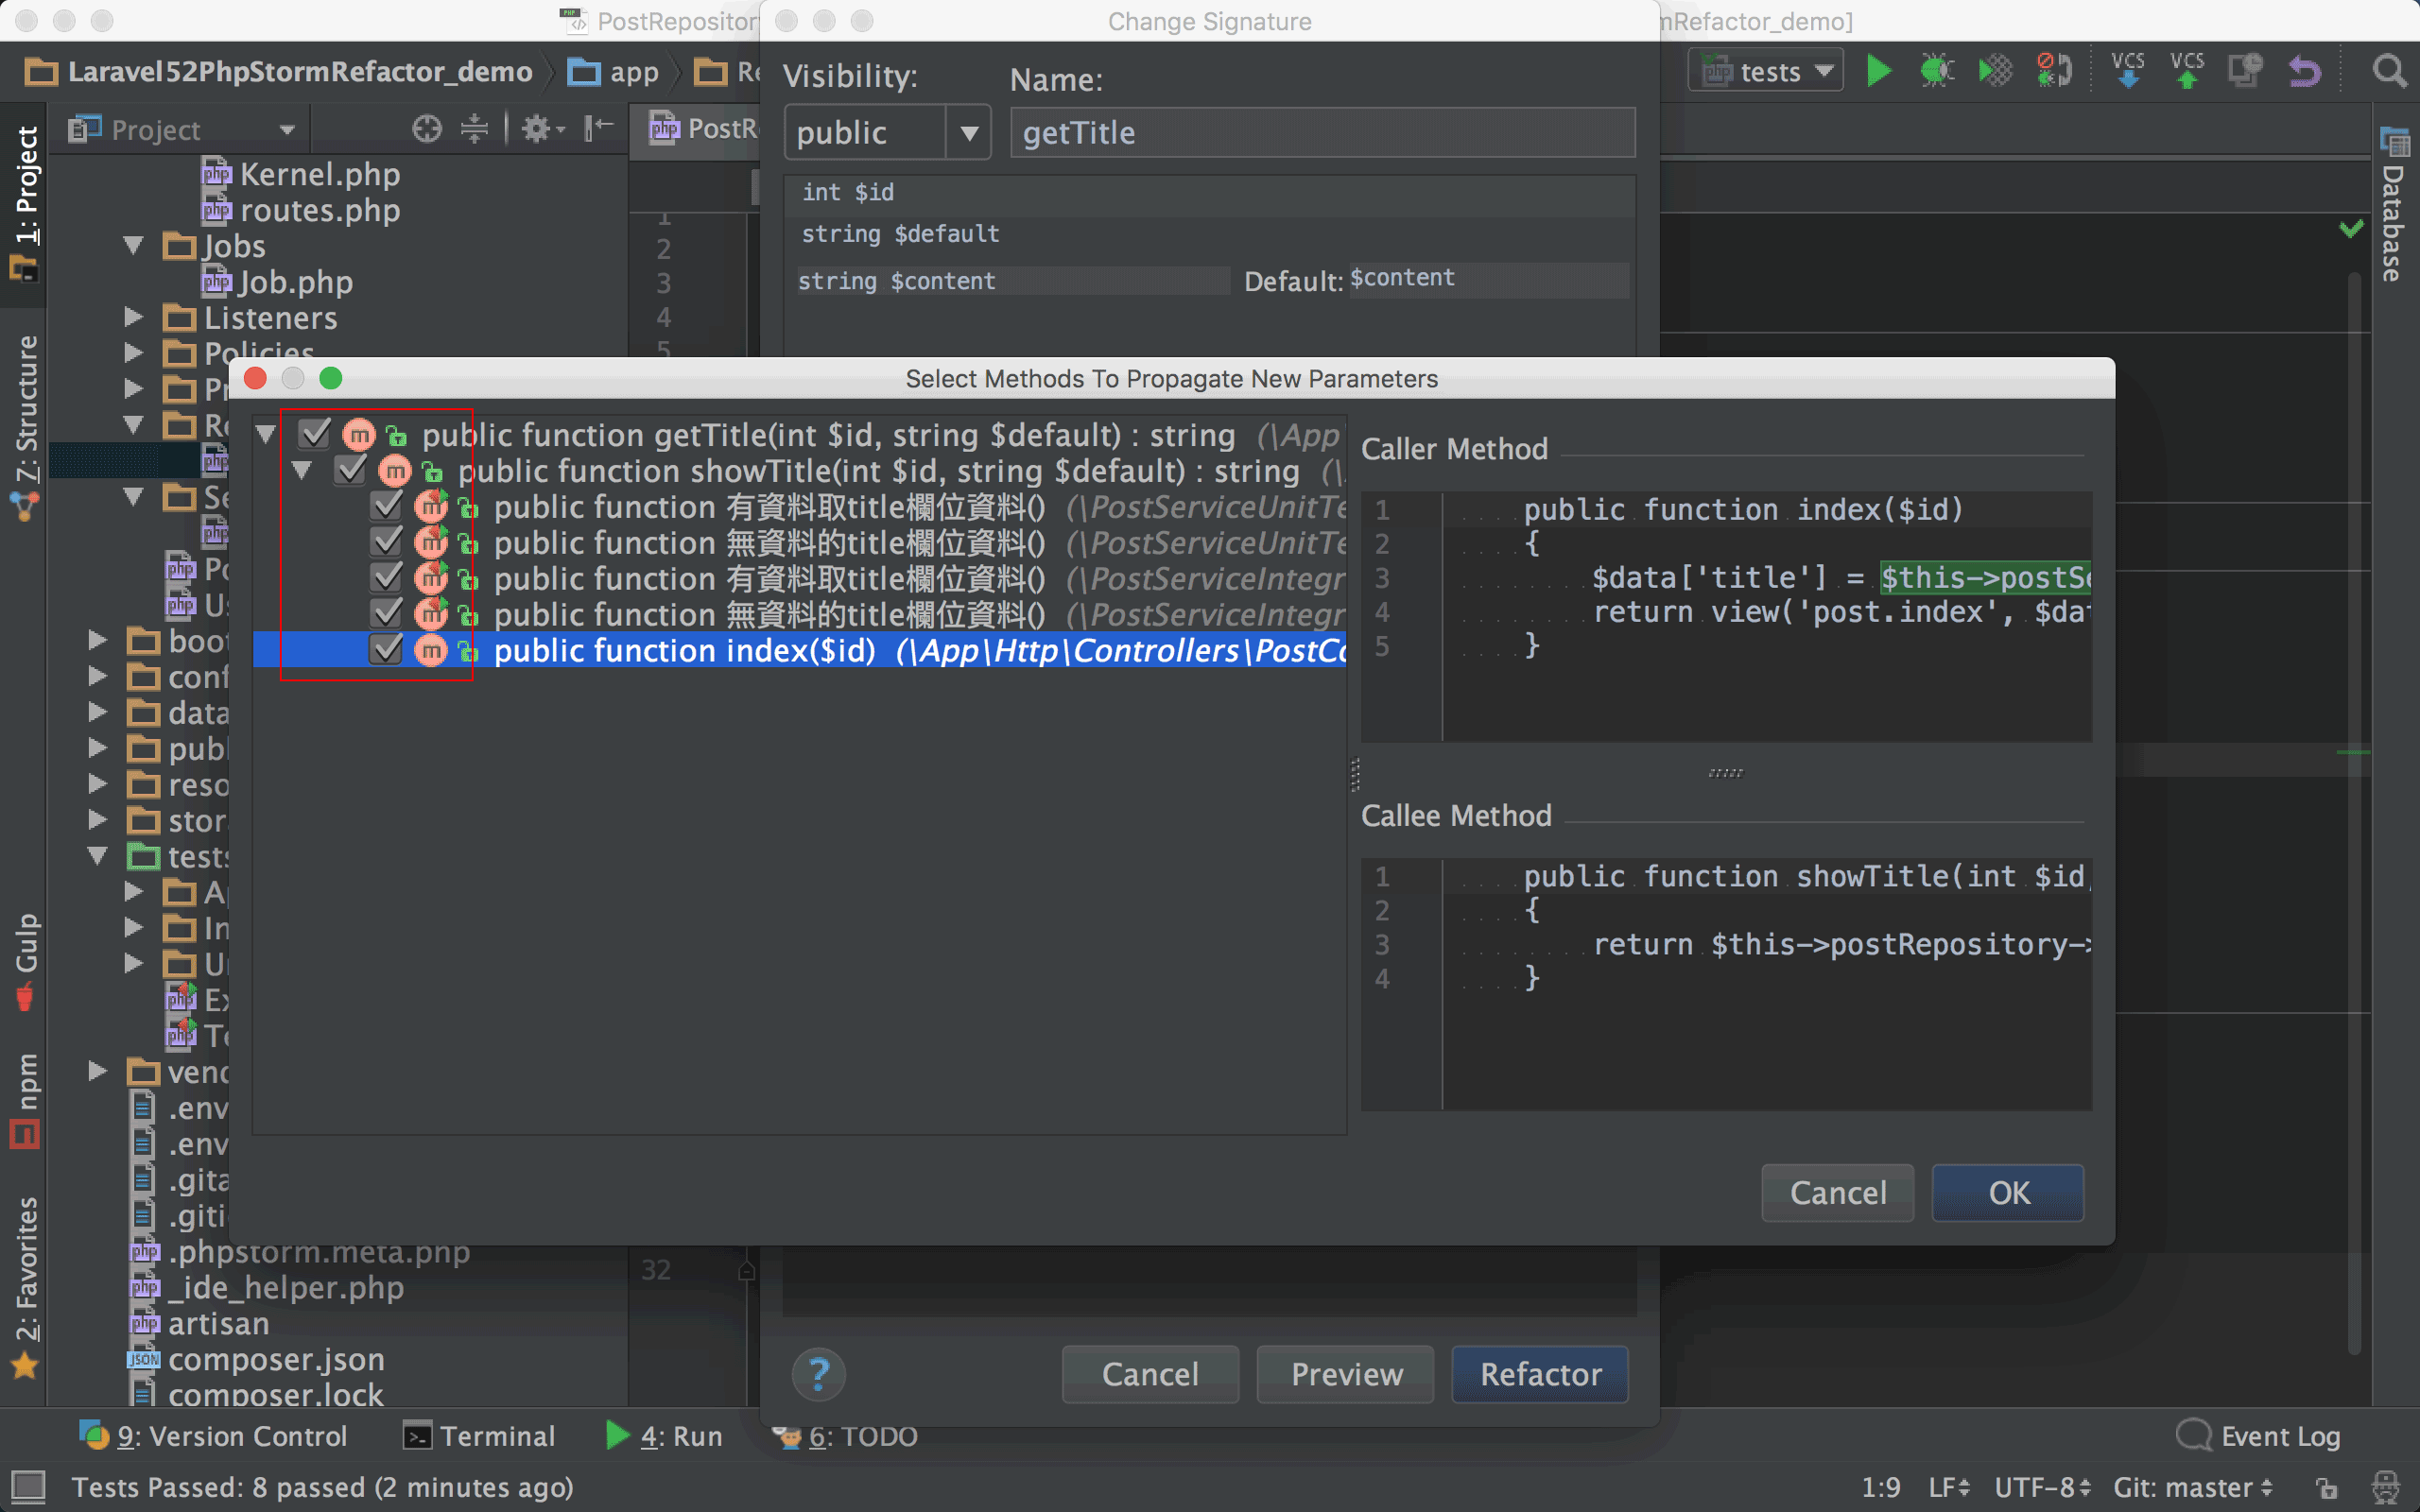 PostRepository
Change Signature
mRefactor_demo]
Laravel52PhpStormRefactor_demo
app
Re
tests
VCS
VCS
Visibility:
Name:
public
getTitle
Project
PostR
int $id
string $default
string $content
Default:
$content
1: Project
Z: Structure
Gulp
npm
2: Favorites
Database
Kernel.php
routes.php
Jobs
Job.php
Listeners
Policies
Pr
Re
Se
Po
Us
boot
conf
data
publ
reso
stor
tests
Ap
In
Un
Ex
Te
vend
.env
.env
.gita
.giti
.phpstorm.meta.php
_ide_helper.php
artisan
composer.json
composer.lock
1
2
3
4
5
32
Select Methods To Propagate New Parameters
public function getTitle(int $id, string $default) : string (\App
public function showTitle(int $id, string $default) : string (\
public function 有資料取title欄位資料() (\PostServiceUnitTe
public function 無資料的title欄位資料() (\PostServiceUnitTe
public function 有資料取title欄位資料() (\PostServiceIntegr
public function 無資料的title欄位資料() (\PostServiceIntegr
public function index($id) (\App\Http\Controllers\PostCo
Caller Method
1 public function index($id)
2 {
3 $data['title'] = $this->postSe
4 return view('post.index', $dat
5 }
Callee Method
1 public function showTitle(int $id,
2 {
3 return $this->postRepository->
4 }
Cancel
OK
?
Cancel
Preview
Refactor
9: Version Control
Terminal
4: Run
6: TODO
Event Log
Tests Passed: 8 passed (2 minutes ago)
1:9
LF
UTF-8
Git: master